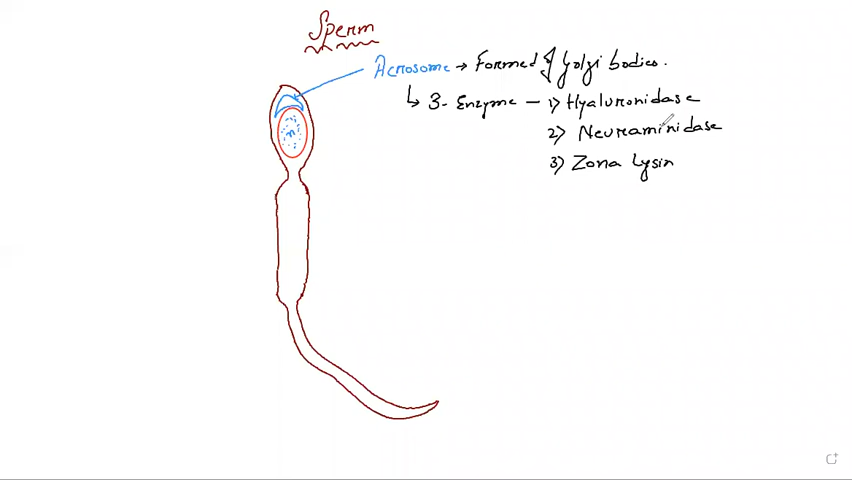 Sperm
Acrosome → Formed of Golgi bodies.
↳ 3- Enzyme - 1) Hyaluronidase
2) Neuraminidase
3) Zona Lysin
n